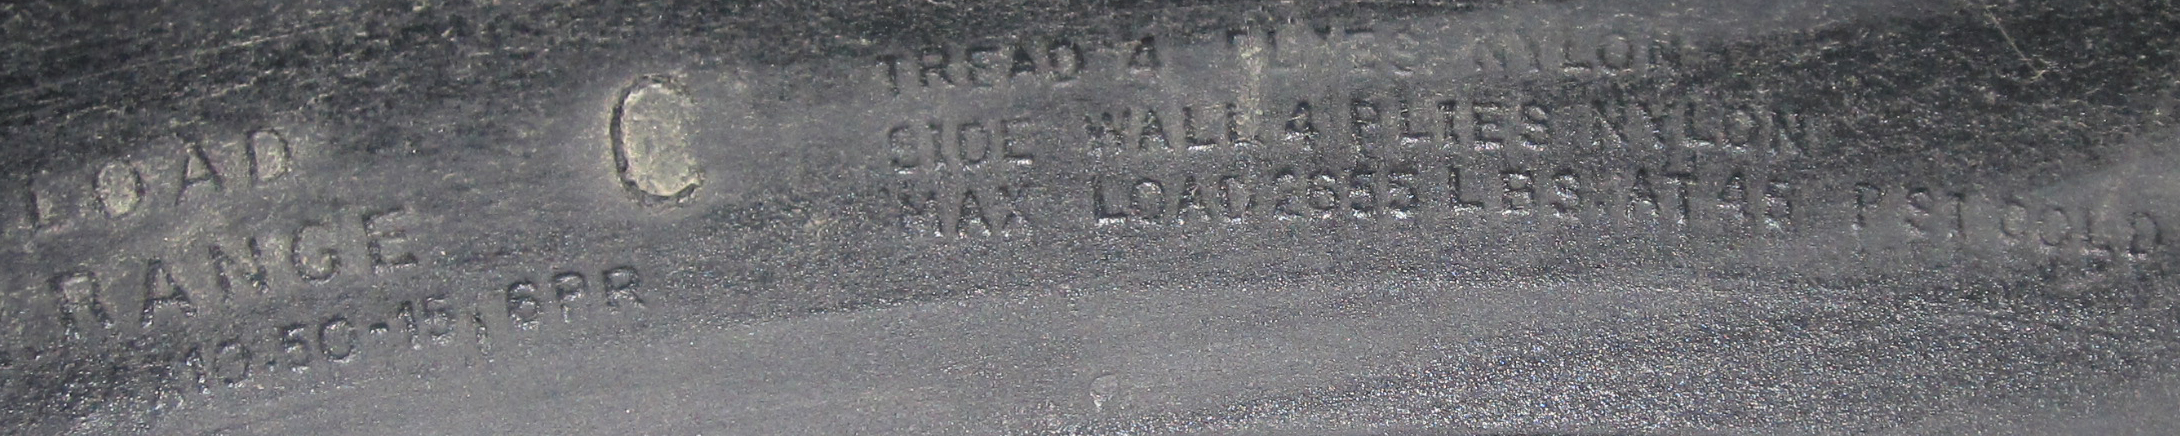 LOAD
RANGE
C
10.50-15, 6PR
TREAD 4 PLIES NYLON
SIDE WALL 4 PLIES NYLON
MAX LOAD 2655 LBS. AT 45 PSI COLD